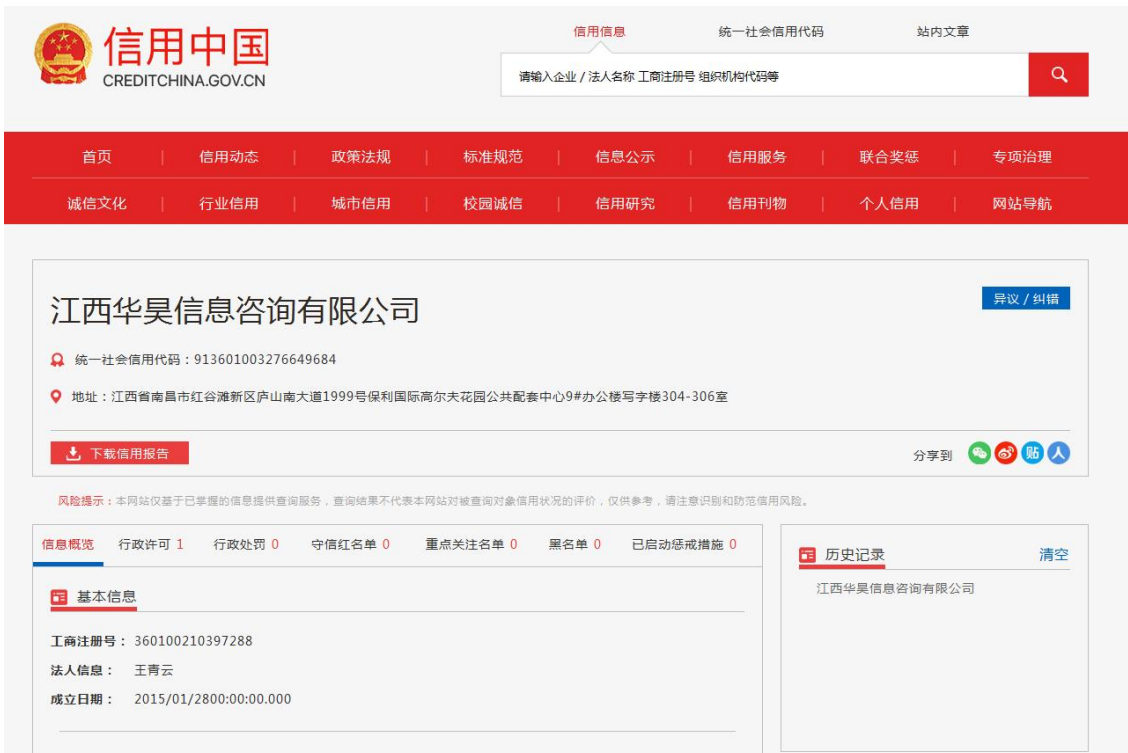 信用中国
CREDITCHINA.GOV.CN
信用信息 统一社会信用代码 站内文章
请输入企业 / 法人名称 工商注册号 组织机构代码等
首页 | 信用动态 | 政策法规 | 标准规范 | 信息公示 | 信用服务 | 联合奖惩 | 专项治理
诚信文化 | 行业信用 | 城市信用 | 校园诚信 | 信用研究 | 信用刊物 | 个人信用 | 网站导航
江西华昊信息咨询有限公司
异议 / 纠错
统一社会信用代码：913601003276649684
地址：江西省南昌市红谷滩新区庐山南大道1999号保利国际高尔夫花园公共配套中心9#办公楼写字楼304-306室
下载信用报告
分享到
贴
风险提示：本网站仅基于已掌握的信息提供查询服务，查询结果不代表本网站对被查询对象信用状况的评价，仅供参考，请注意识别和防范信用风险。
信息概览 行政许可 1 行政处罚 0 守信红名单 0 重点关注名单 0 黑名单 0 已启动惩戒措施 0
历史记录 清空
江西华昊信息咨询有限公司
基本信息
工商注册号：360100210397288
法人信息：王青云
成立日期：2015/01/2800:00:00.000